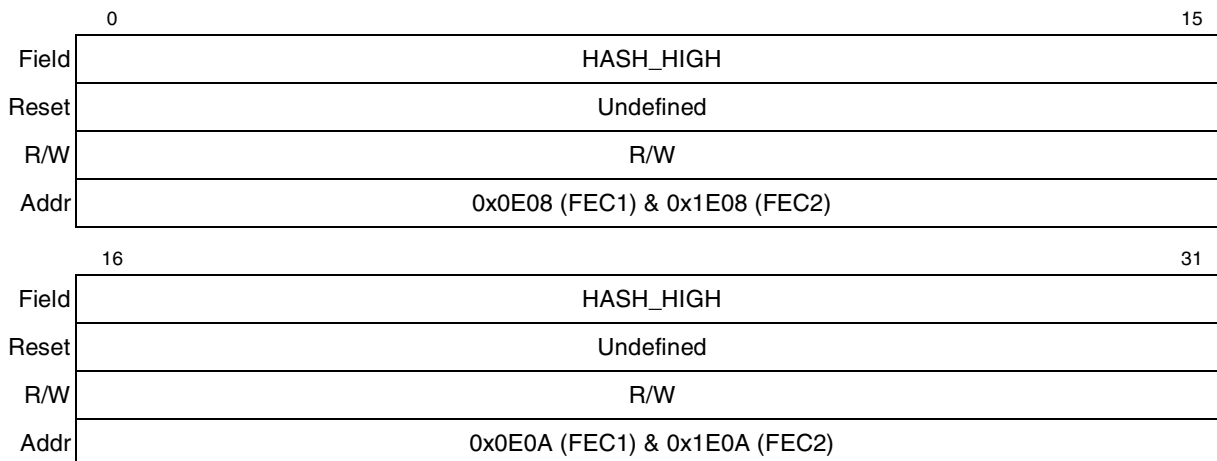 0 15
Field HASH_HIGH
Reset Undefined
R/W R/W
Addr 0x0E08 (FEC1) & 0x1E08 (FEC2)
16 31
Field HASH_HIGH
Reset Undefined
R/W R/W
Addr 0x0E0A (FEC1) & 0x1E0A (FEC2)